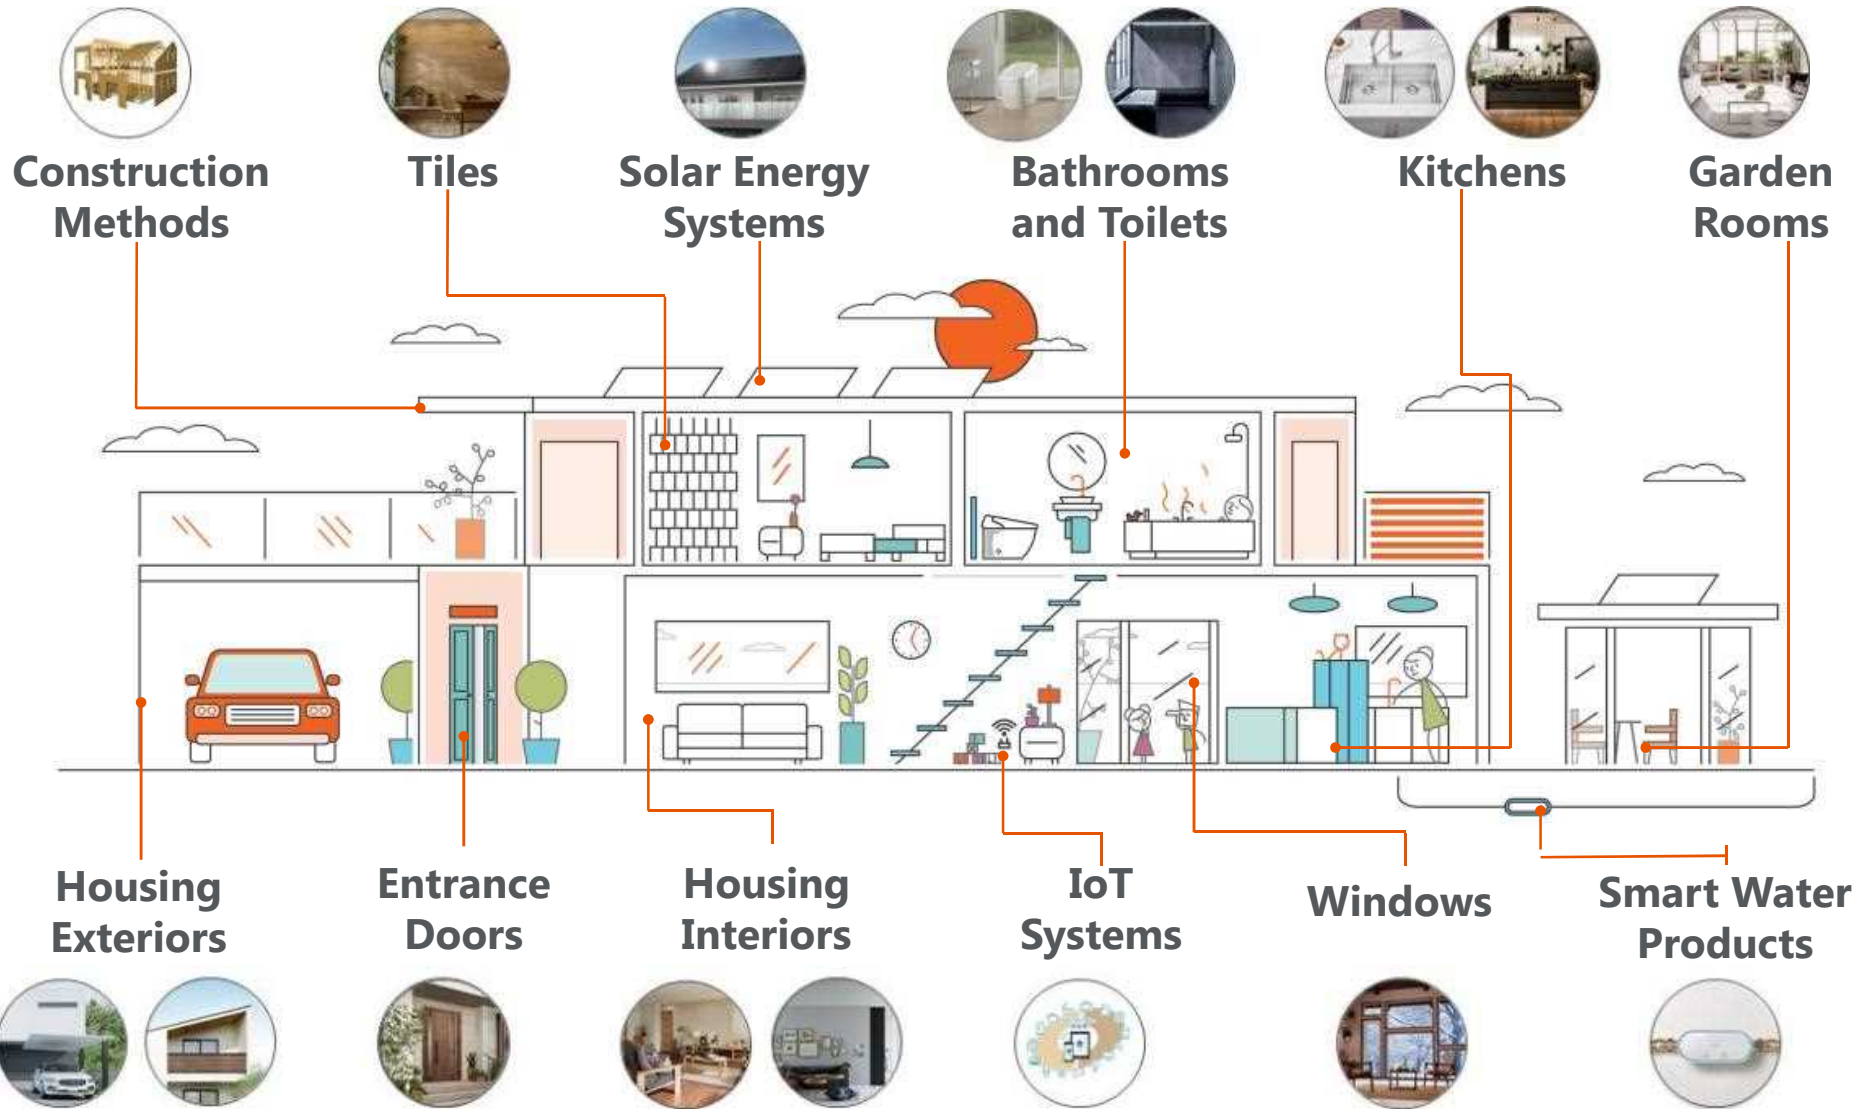 Construction
Methods
Tiles
Solar Energy
Systems
Bathrooms
and Toilets
Kitchens
Garden
Rooms
Housing
Exteriors
Entrance
Doors
Housing
Interiors
IoT
Systems
Windows
Smart Water
Products